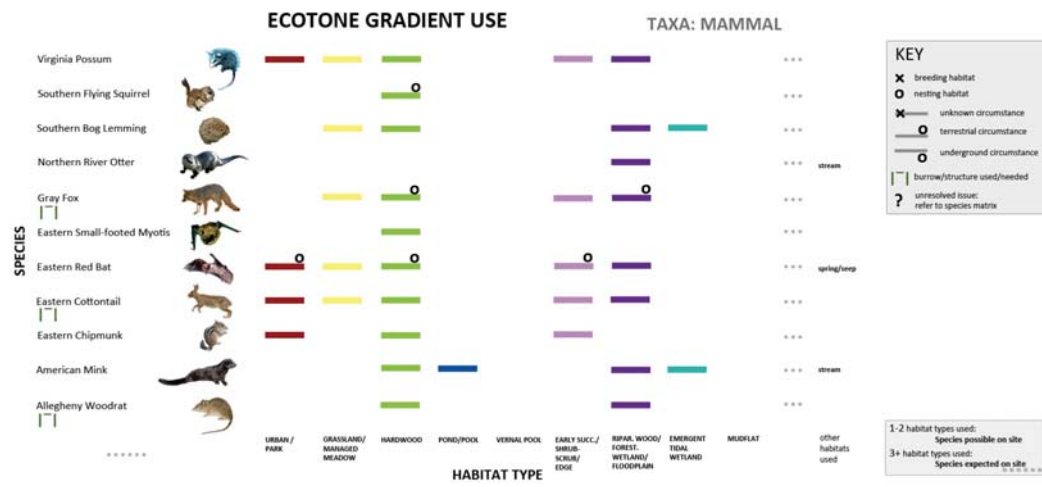 ECOTONE GRADIENT USE
TAXA: MAMMAL
SPECIES
Virginia Possum
Southern Flying Squirrel
Southern Bog Lemming
Northern River Otter
stream
Gray Fox
Eastern Small-footed Myotis
Eastern Red Bat
spring/seep
Eastern Cottontail
Eastern Chipmunk
American Mink
stream
Allegheny Woodrat
URBAN /
PARK
GRASSLAND/
MANAGED
MEADOW
HARDWOOD
POND/POOL
VERNAL POOL
EARLY SUCC./
SHRUB-
SCRUB/
EDGE
RIPAR. WOOD/
FOREST.
WETLAND/
FLOODPLAIN
EMERGENT
TIDAL
WETLAND
MUDFLAT
other
habitats
used
HABITAT TYPE
KEY
x breeding habitat
o nesting habitat
x unknown circumstance
o terrestrial circumstance
o underground circumstance
burrow/structure used/needed
? unresolved issue:
refer to species matrix
1-2 habitat types used:
Species possible on site
3+ habitat types used:
Species expected on site